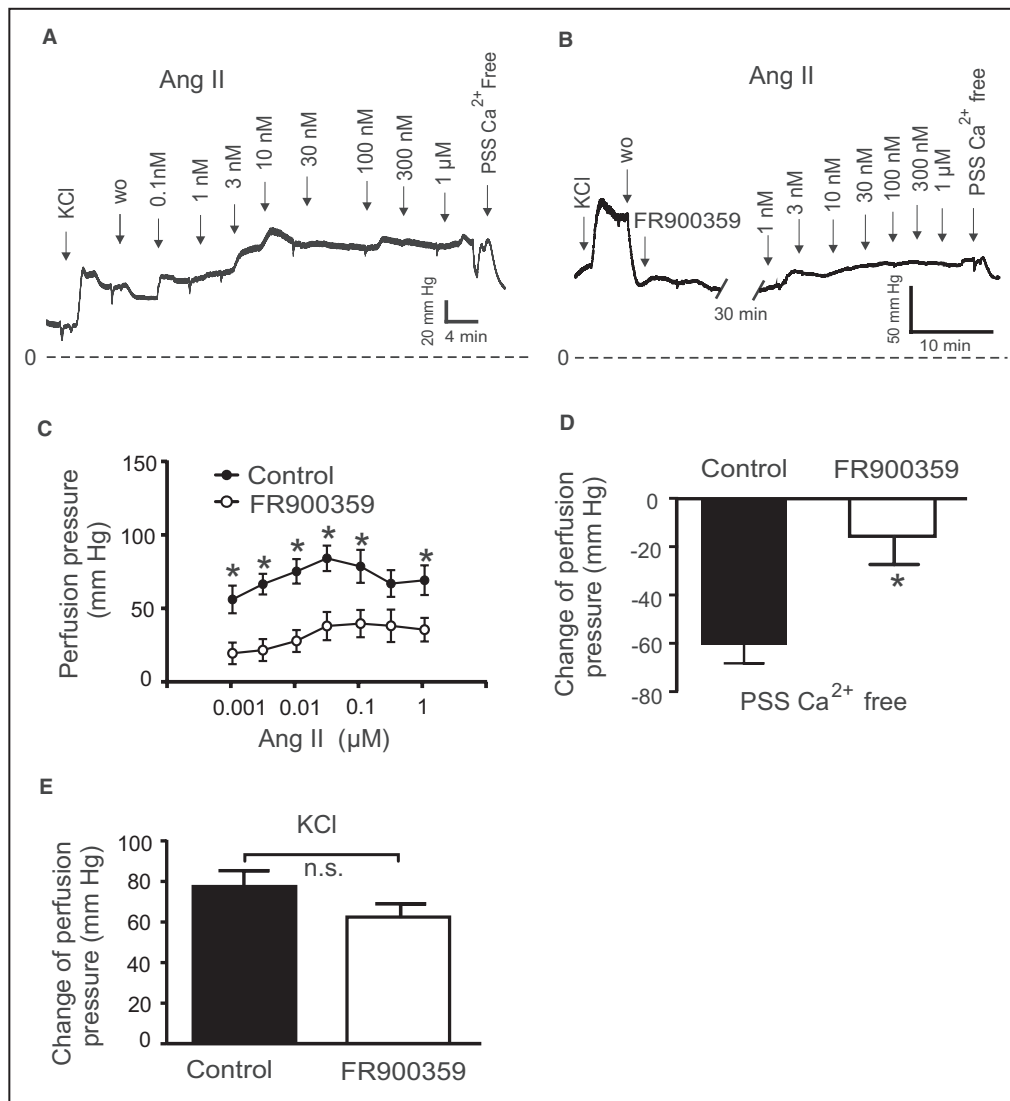 A
Ang II
KCl
wo
0.1nM
1 nM
3 nM
10 nM
30 nM
100 nM
300 nM
1 µM
PSS Ca2+ Free
20 mm Hg
4 min
0
B
Ang II
KCl
wo
FR900359
30 min
1 nM
3 nM
10 nM
30 nM
100 nM
300 nM
1 µM
PSS Ca2+ free
50 mm Hg
10 min
0
C
Perfusion pressure
(mm Hg)
150
100
50
0
Control
FR900359
* * * * * *
0.001 0.01 0.1 1
Ang II (µM)
D
Control FR900359
Change of perfusion
pressure (mm Hg)
0
-20
-40
-60
-80
*
PSS Ca2+ free
E
KCl
n.s.
Change of perfusion
pressure (mm Hg)
100
80
60
40
20
0
Control FR900359